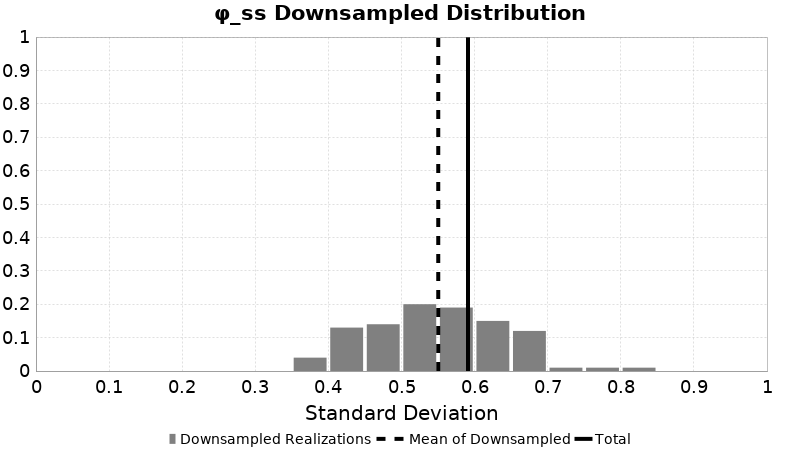 φ_ss Downsampled Distribution
1
0.9
0.8
0.7
0.6
0.5
0.4
0.3
0.2
0.1
0
0 0.1 0.2 0.3 0.4 0.5 0.6 0.7 0.8 0.9 1
Standard Deviation
Downsampled Realizations Mean of Downsampled Total